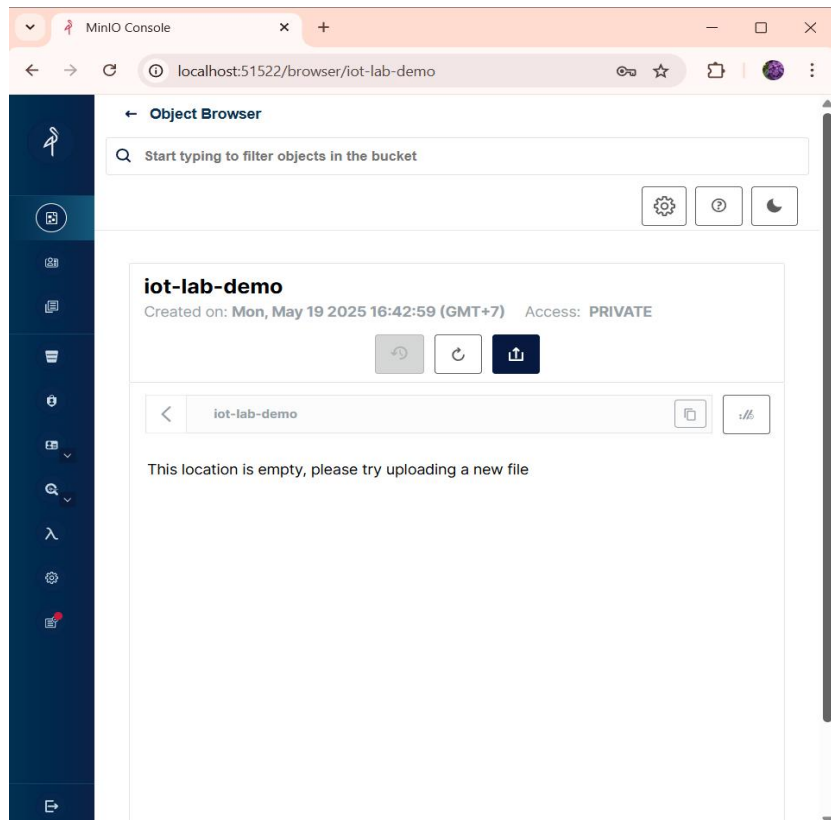 MinIO Console
localhost:51522/browser/iot-lab-demo
Object Browser
Start typing to filter objects in the bucket
iot-lab-demo
Created on: Mon, May 19 2025 16:42:59 (GMT+7) Access: PRIVATE
iot-lab-demo
This location is empty, please try uploading a new file